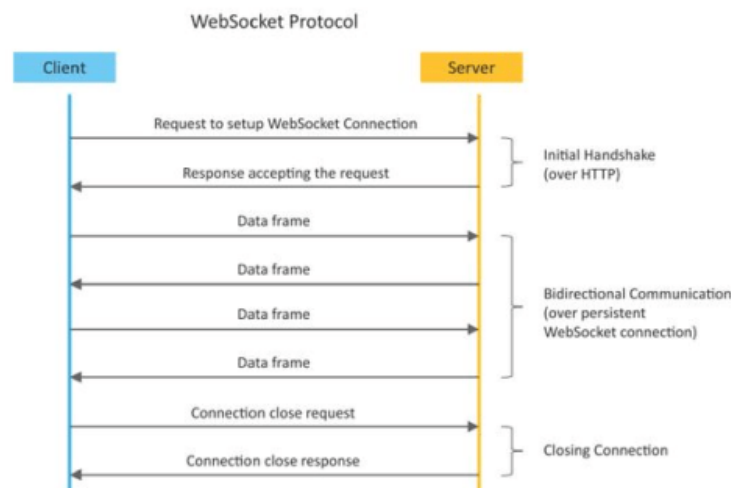 WebSocket Protocol
Client
Server
Request to setup WebSocket Connection
Response accepting the request
Initial Handshake
(over HTTP)
Data frame
Data frame
Data frame
Data frame
Bidirectional Communication
(over persistent
WebSocket connection)
Connection close request
Connection close response
Closing Connection